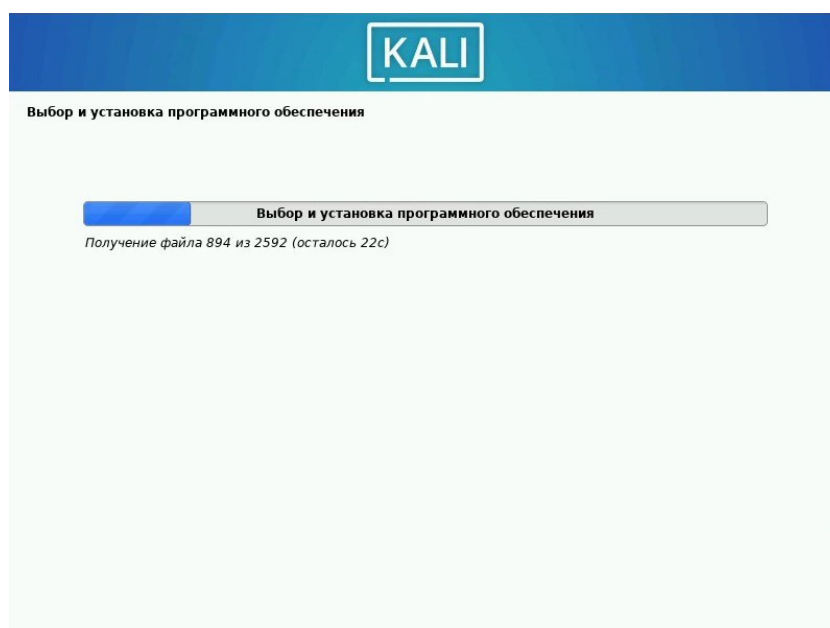 KALI
Выбор и установка программного обеспечения
Выбор и установка программного обеспечения
Получение файла 894 из 2592 (осталось 22с)